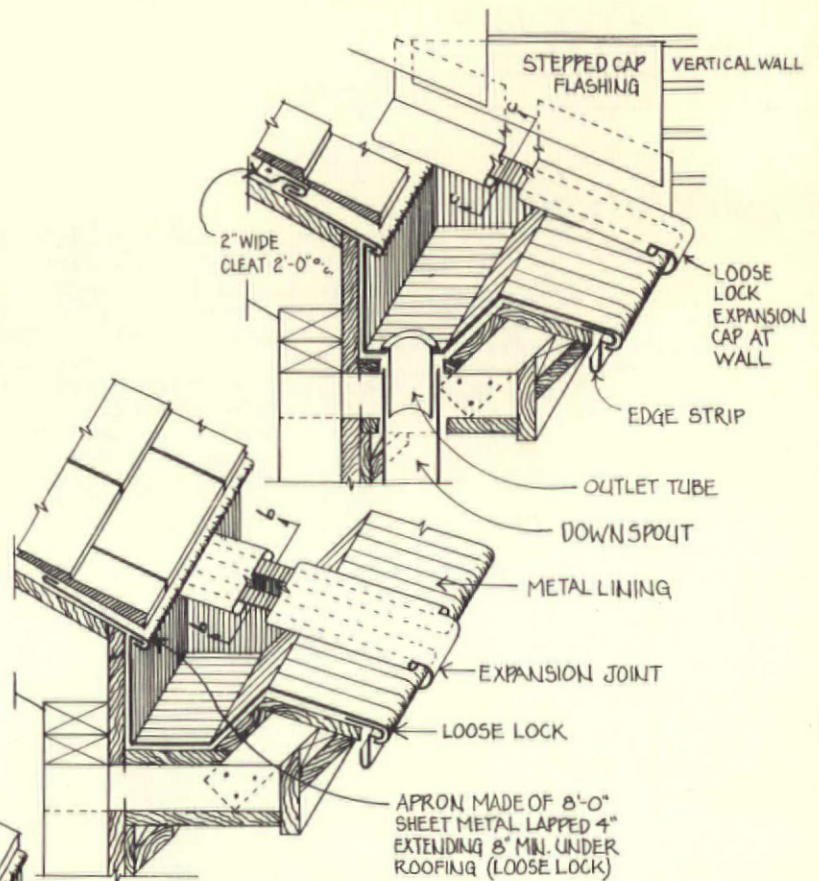 STEPPED CAP
FLASHING
VERTICAL WALL
2" WIDE
CLEAT 2'-0" o.c.
LOOSE
LOCK
EXPANSION
CAP AT
WALL
EDGE STRIP
OUTLET TUBE
DOWNSPOUT
METAL LINING
EXPANSION JOINT
LOOSE LOCK
APRON MADE OF 8'-0"
SHEET METAL LAPPED 4"
EXTENDING 8" MIN. UNDER
ROOFING (LOOSE LOCK)